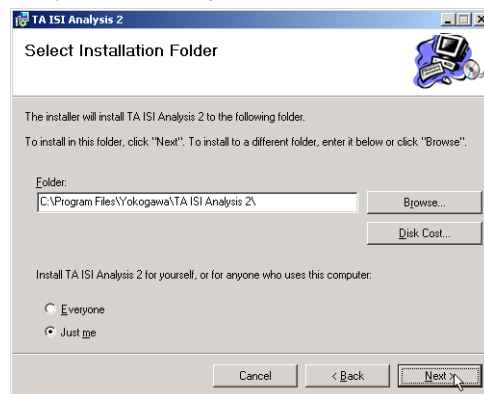 TA ISI Analysis 2
Select Installation Folder
The installer will install TA ISI Analysis 2 to the following folder.
To install in this folder, click "Next". To install to a different folder, enter it below or click "Browse".
Folder:
C:\Program Files\Yokogawa\TA ISI Analysis 2\
Browse...
Disk Cost...
Install TA ISI Analysis 2 for yourself, or for anyone who uses this computer:
Everyone
Just me
Cancel
< Back
Next >